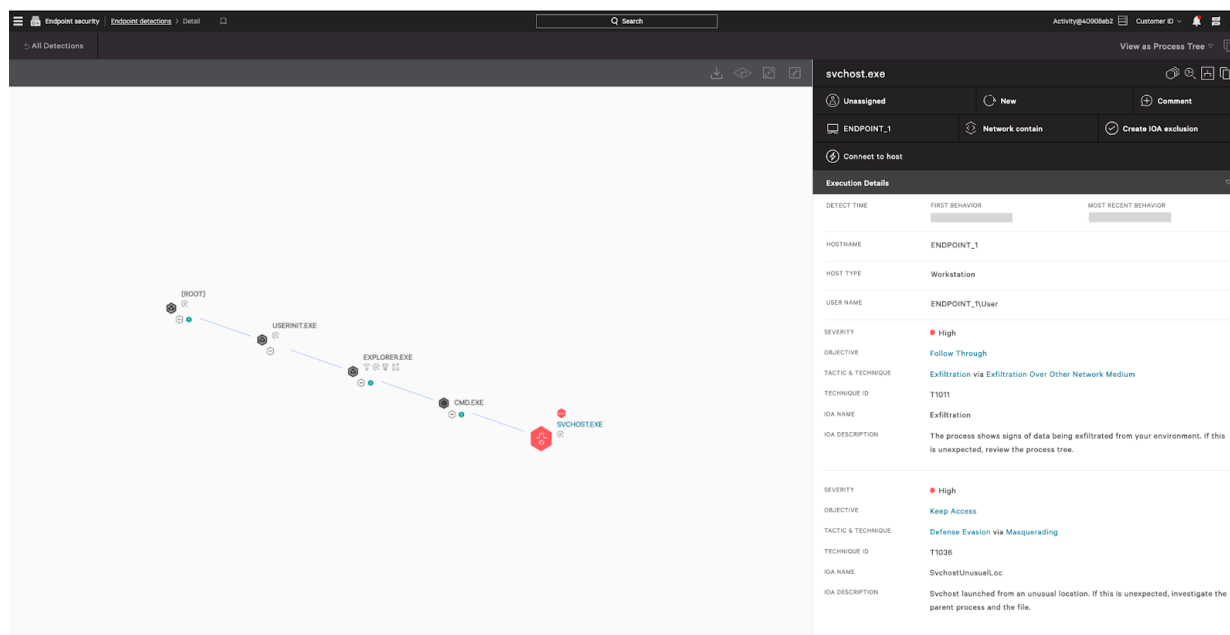 Endpoint security Endpoint detections > Detail
Search
Activity@40906eb2 Customer ID
All Detections
View as Process Tree
[ROOT]
USERINIT.EXE
EXPLORER.EXE
CMD.EXE
SVCHOST.EXE
svchost.exe
Unassigned New Comment
ENDPOINT_1 Network contain Create IOA exclusion
Connect to host
Execution Details
DETECT TIME FIRST BEHAVIOR MOST RECENT BEHAVIOR
HOSTNAME ENDPOINT_1
HOST TYPE Workstation
USER NAME ENDPOINT_1\User
SEVERITY High
OBJECTIVE Follow Through
TACTIC & TECHNIQUE Exfiltration via Exfiltration Over Other Network Medium
TECHNIQUE ID T1011
IOA NAME Exfiltration
IOA DESCRIPTION The process shows signs of data being exfiltrated from your environment. If this
is unexpected, review the process tree.
SEVERITY High
OBJECTIVE Keep Access
TACTIC & TECHNIQUE Defense Evasion via Masquerading
TECHNIQUE ID T1036
IOA NAME SvchostUnusualLoc
IOA DESCRIPTION Svchost launched from an unusual location. If this is unexpected, investigate the
parent process and the file.